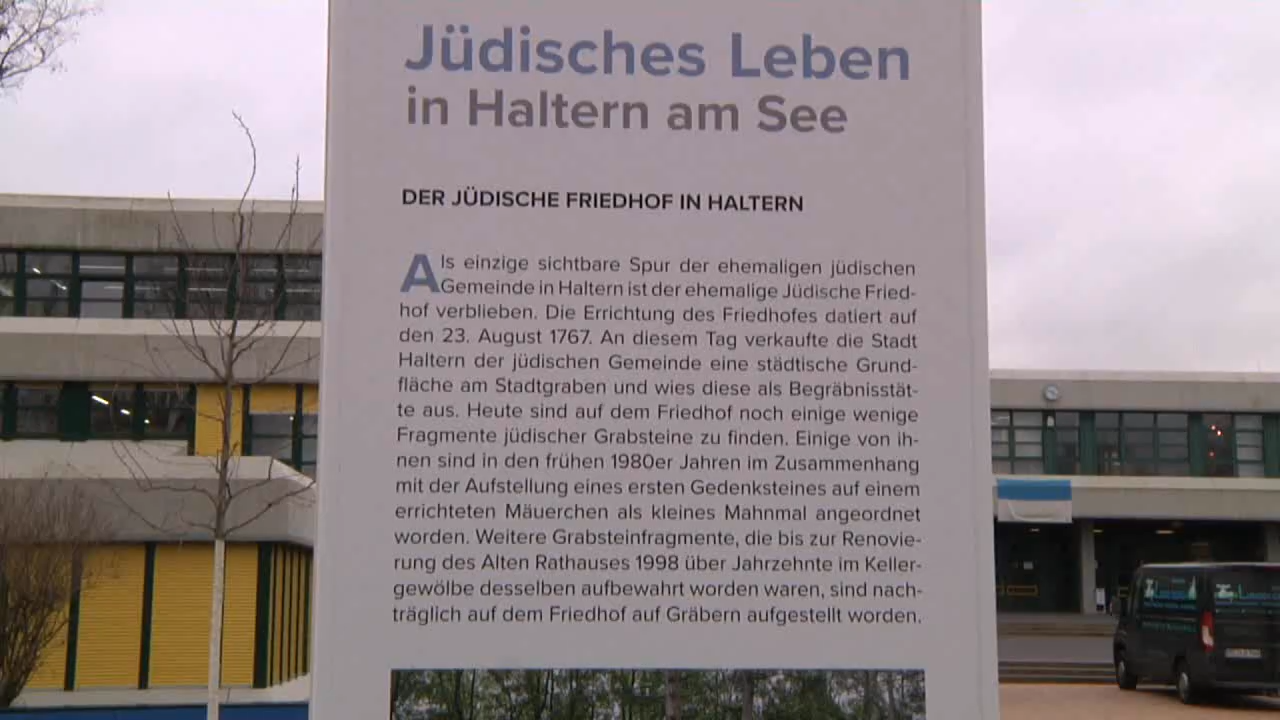 Jüdisches Leben
in Haltern am See
DER JÜDISCHE FRIEDHOF IN HALTERN
Als einzige sichtbare Spur der ehemaligen jüdischen
Gemeinde in Haltern ist der ehemalige Jüdische Fried-
hof verblieben. Die Errichtung des Friedhofes datiert auf
den 23. August 1767. An diesem Tag verkaufte die Stadt
Haltern der jüdischen Gemeinde eine städtische Grund-
fläche am Stadtgraben und wies diese als Begräbnisstät-
te aus. Heute sind auf dem Friedhof noch einige wenige
Fragmente jüdischer Grabsteine zu finden. Einige von ih-
nen sind in den frühen 1980er Jahren im Zusammenhang
mit der Aufstellung eines ersten Gedenksteines auf einem
errichteten Mäuerchen als kleines Mahnmal angeordnet
worden. Weitere Grabsteinfragmente, die bis zur Renovie-
rung des Alten Rathauses 1998 über Jahrzehnte im Keller-
gewölbe desselben aufbewahrt worden waren, sind nach-
träglich auf dem Friedhof auf Gräbern aufgestellt worden.